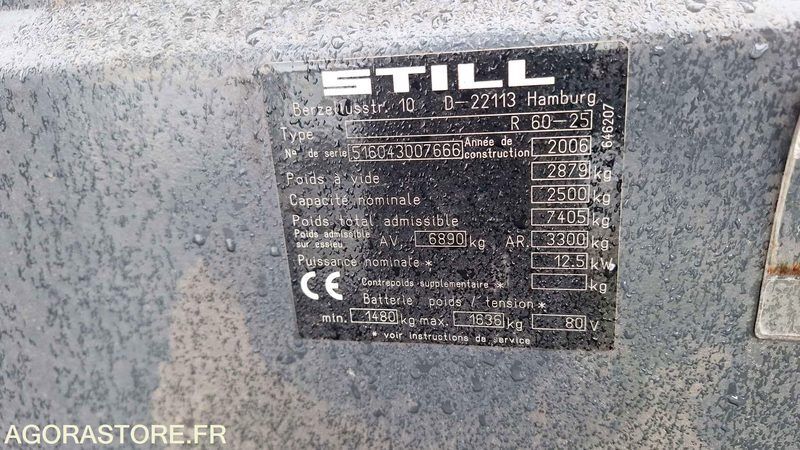 STILL
Berzeliusstr. 10 D-22113 Hamburg
Type R 60-25
N° de serie 516043007666 Année de construction 2006
Poids à vide 2879 kg
Capacité nominale 2500 kg
Poids total admissible 7405 kg
Poids admissible sur essieu AV. 6890 kg AR. 3300 kg
Puissance nominale * 12.5 kW
Contrepoids supplementaire * kg
CE
Batterie poids / tension *
min. 1480 kg max. 1636 kg 80 V
* voir instructions de service
646207
AGORASTORE.FR